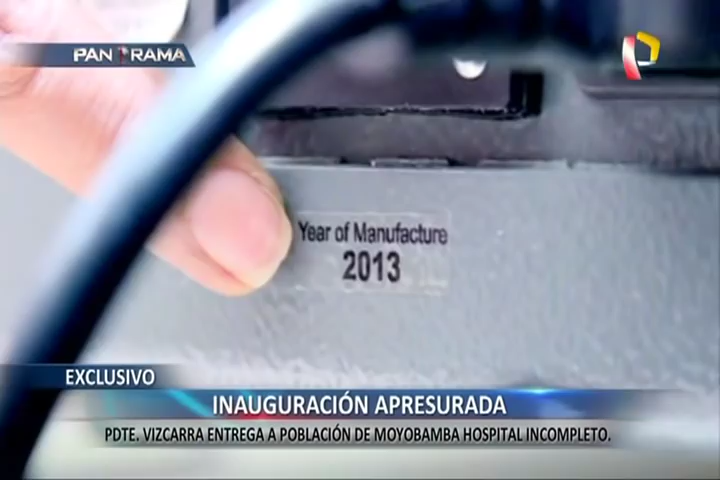 PANORAMA
Year of Manufacture
2013
EXCLUSIVO
INAUGURACIÓN APRESURADA
PDTE. VIZCARRA ENTREGA A POBLACIÓN DE MOYOBAMBA HOSPITAL INCOMPLETO.